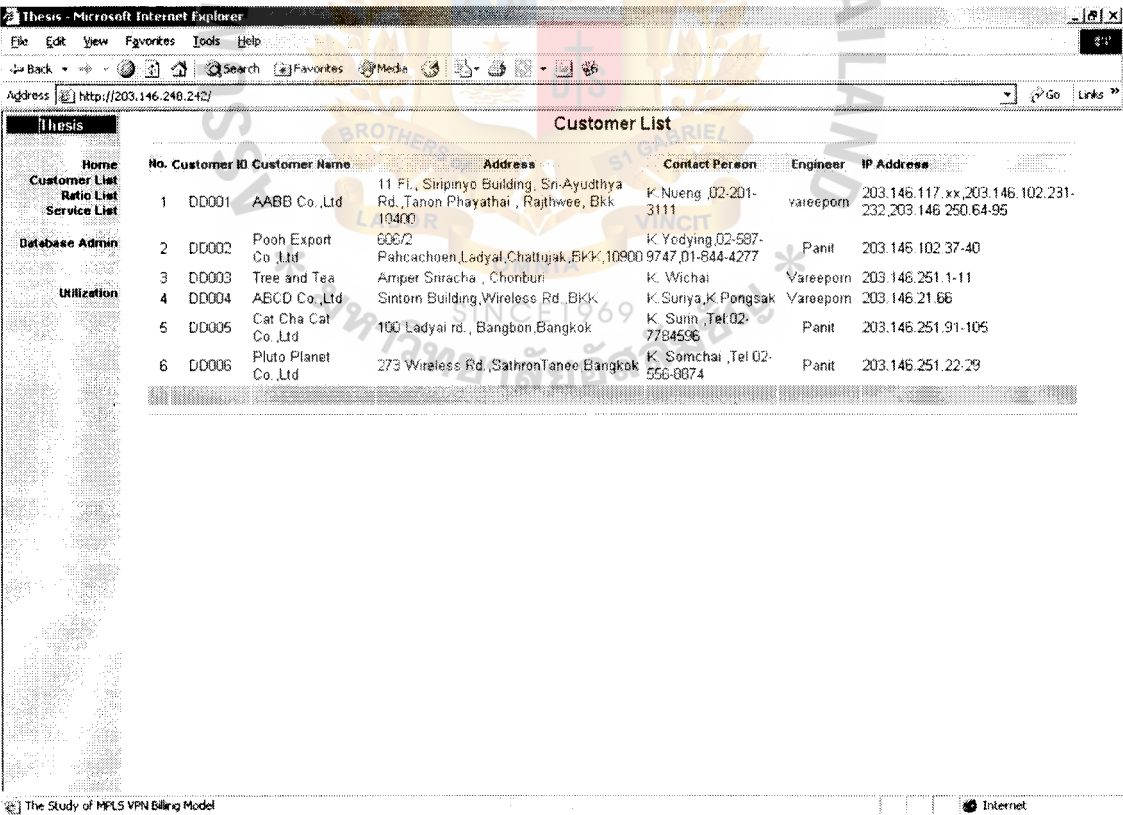 Thesis - Microsoft Internet Explorer
File Edit View Favorites Tools Help
Back Search Favorites Media
Address http://203.146.248.242/ Go Links »
Thesis
Home
Customer List
Ratio List
Service List
Database Admin
Utilization
Customer List
No. Customer ID Customer Name Address Contact Person Engineer IP Address
1 DD001 AABB Co.,Ltd 11 Fl., Siripinyo Building, Sri-Ayudthya Rd.,Tanon Phayathai , Rajthwee, Bkk 10400 K.Nueng ,02-201-3111 vareeporn 203.146.117.xx,203.146.102.231-232,203.146.250.64-95
2 DD002 Pooh Export Co.,Ltd 606/2 Pahcachoen,Ladyal,Chattujak,BKK,10900 K.Yodying,02-587-9747,01-844-4277 Panit 203.146.102.37-40
3 DD003 Tree and Tea Amper Sriracha , Chonburi K. Wichai Vareeporn 203.146.251.1-11
4 DD004 ABCD Co.,Ltd Sintorn Building,Wireless Rd.,BKK K.Suriya,K.Pongsak Vareeporn 203.146.21.66
5 DD005 Cat Cha Cat Co.,Ltd 100 Ladyai rd., Bangbon,Bangkok K. Surin ,Tel:02-7784596 Panit 203.146.251.91-105
6 DD006 Pluto Planet Co.,Ltd 273 Wireless Rd.,SathronTanee Bangkok K. Somchai ,Tel 02-556-8874 Panit 203.146.251.22-29
BROTHERS
ST GABRIEL
LABOR
VINCIT
OMNIA
SINCE1969
The Study of MPLS VPN Billing Model
Internet